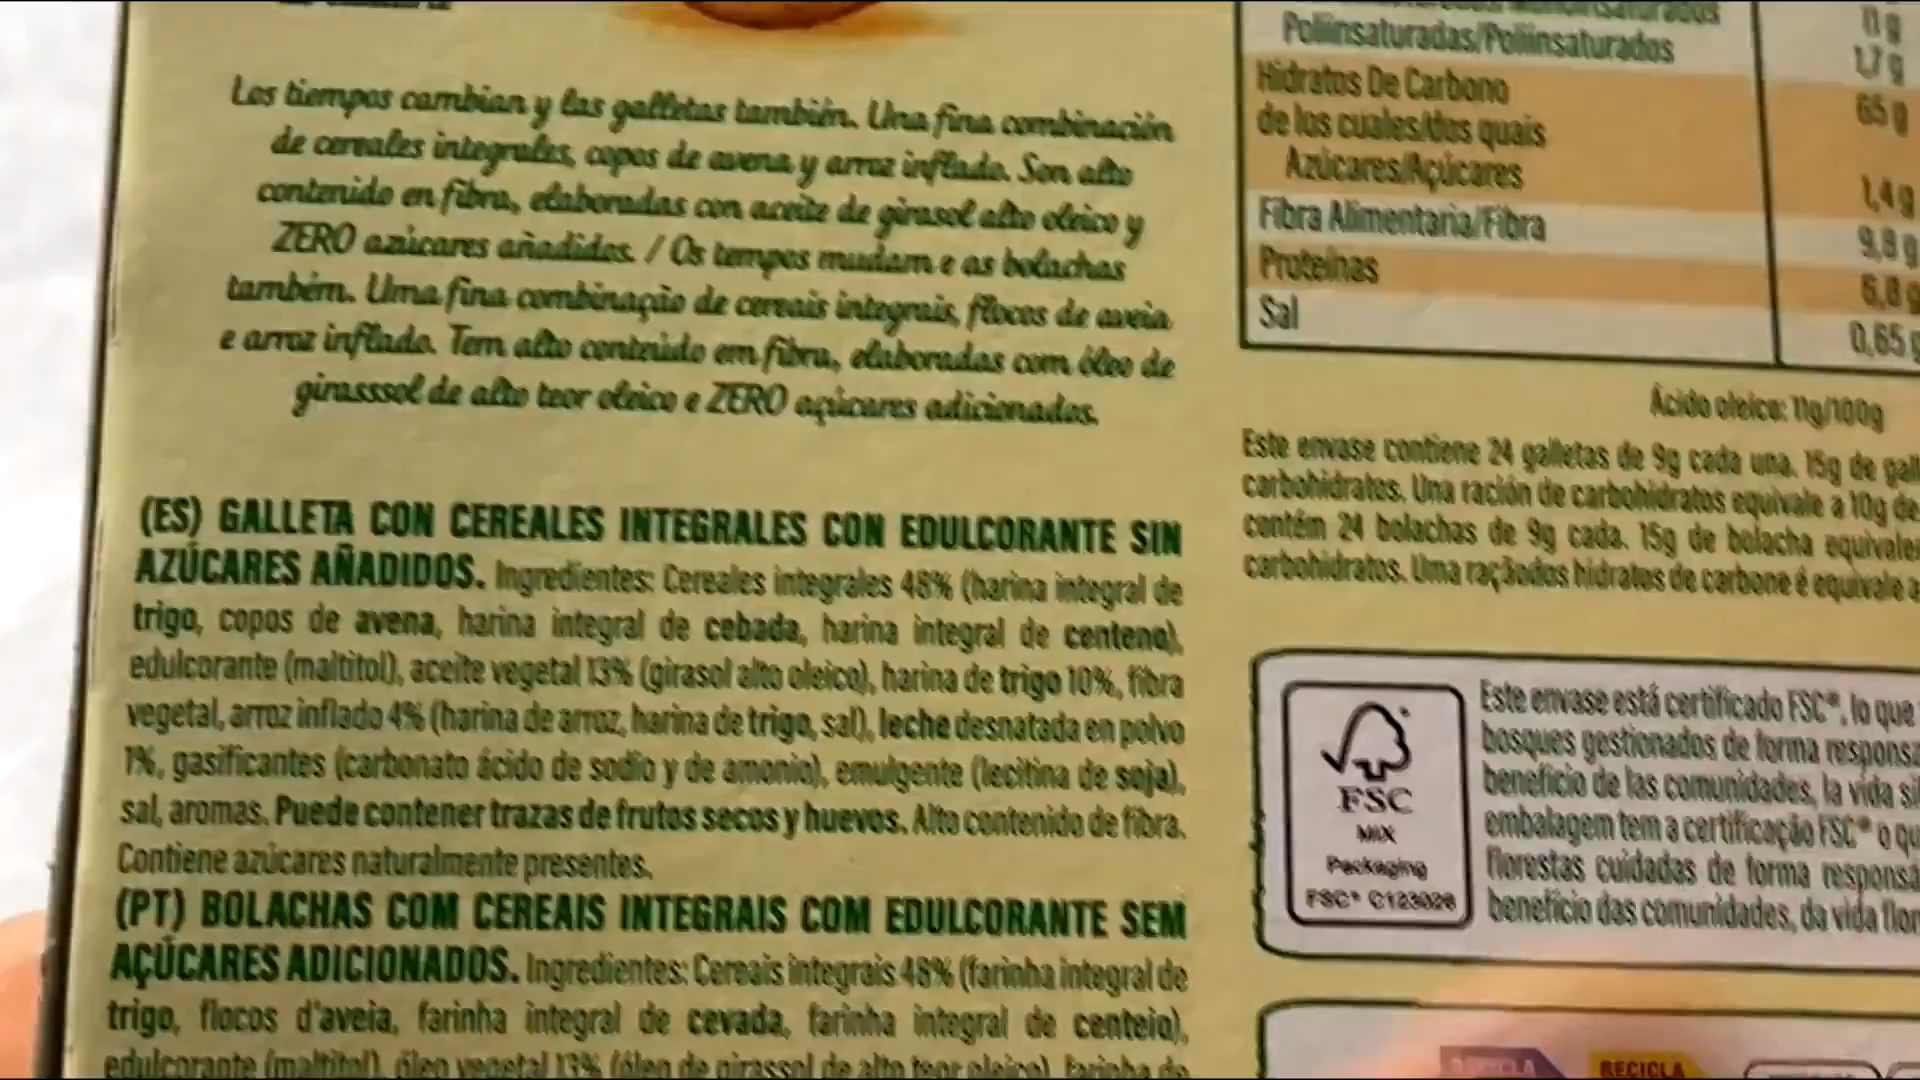 Los tiempos cambian y las galletas también. Una fina combinación
de cereales integrales, copos de avena y arroz inflado. Son alto
contenido en fibra, elaboradas con aceite de girasol alto oleico y
ZERO azúcares añadidos. / Os tempos mudam e as bolachas
também. Uma fina combinação de cereais integrais, flocos de aveia
e arroz inflado. Tem alto conteúdo em fibra, elaboradas com óleo de
girasssol de alto teor oleico e ZERO açúcares adicionados.
(ES) GALLETA CON CEREALES INTEGRALES CON EDULCORANTE SIN
AZÚCARES AÑADIDOS. Ingredientes: Cereales integrales 48% (harina integral de
trigo, copos de avena, harina integral de cebada, harina integral de centeno),
edulcorante (maltitol), aceite vegetal 13% (girasol alto oleico), harina de trigo 10%, fibra
vegetal, arroz inflado 4% (harina de arroz, harina de trigo, sal), leche desnatada en polvo
1%, gasificantes (carbonato ácido de sodio y de amonio), emulgente (lecitina de soja),
sal, aromas. Puede contener trazas de frutos secos y huevos. Alto contenido de fibra.
Contiene azúcares naturalmente presentes.
(PT) BOLACHAS COM CEREAIS INTEGRAIS COM EDULCORANTE SEM
AÇÚCARES ADICIONADOS. Ingredientes: Cereais integrais 48% (farinha integral de
trigo, flocos d'aveia, farinha integral de cevada, farinha integral de centeio),
edulcorante (maltitol), óleo vegetal 13% (óleo de girassol de alto teor oleico), farinha de
11 g
Poliinsaturadas/Poliinsaturados 1,7 g
Hidratos De Carbono 65 g
de los cuales/dos quais
Azúcares/Açúcares 1,4 g
Fibra Alimentaria/Fibra 9,8 g
Proteínas 6,8 g
Sal 0,65 g
Ácido oleico: 11g/100g
Este envase contiene 24 galletas de 9g cada una. 15g de gall
carbohidratos. Una ración de carbohidratos equivale a 10g de
contém 24 bolachas de 9g cada. 15g de bolacha equivalen
carbohidratos. Uma raçãodos hidratos de carbone é equivale a
FSC
MIX
Packaging
FSC® C123026
Este envase está certificado FSC®, lo que
bosques gestionados de forma responsa
beneficio de las comunidades, la vida sil
embalagem tem a certificação FSC® o qu
florestas cuidadas de forma responsá
benefício das comunidades, da vida flor
RECICLA